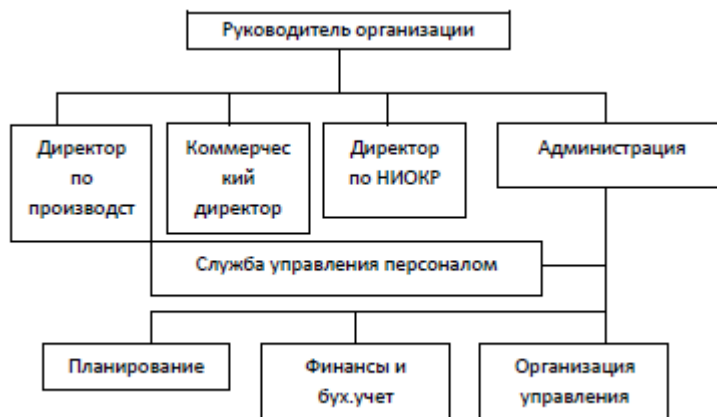 Руководитель организации
Директор
по
производст
Коммерчес
кий
директор
Директор
по НИОКР
Администрация
Служба управления персоналом
Планирование
Финансы и
бух.учет
Организация
управления